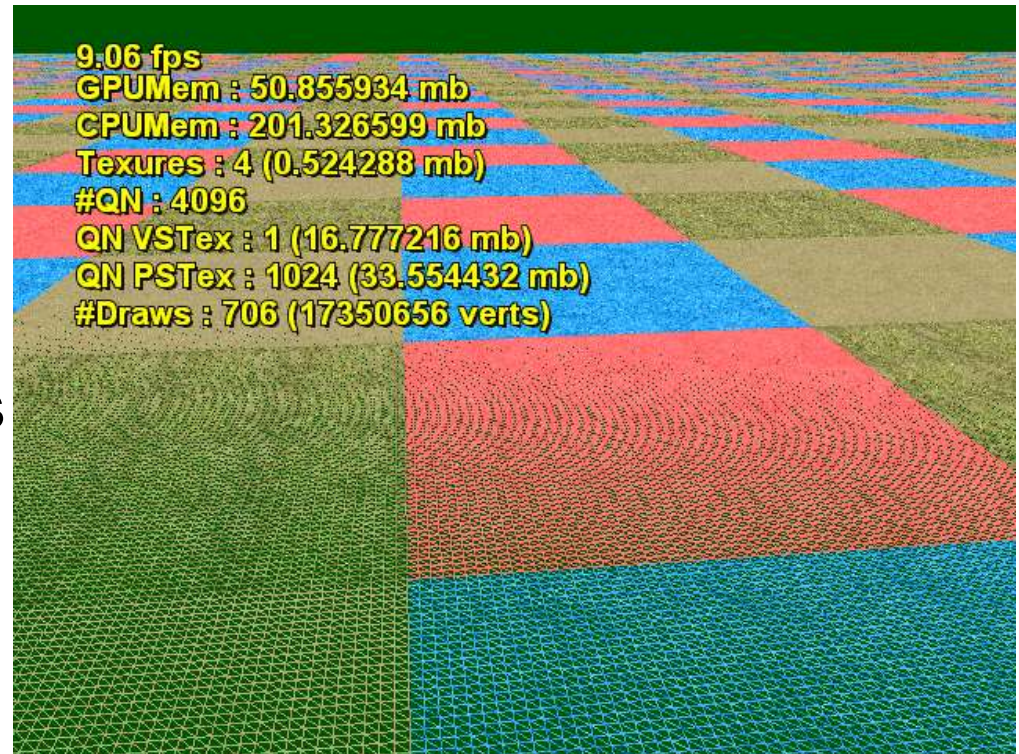 9.06 fps
GPUMem : 50.855934 mb
CPUMem : 201.326599 mb
Texures : 4 (0.524288 mb)
#QN : 4096
QN VSTex : 1 (16.777216 mb)
QN PSTex : 1024 (33.554432 mb)
#Draws : 706 (17350656 verts)
s